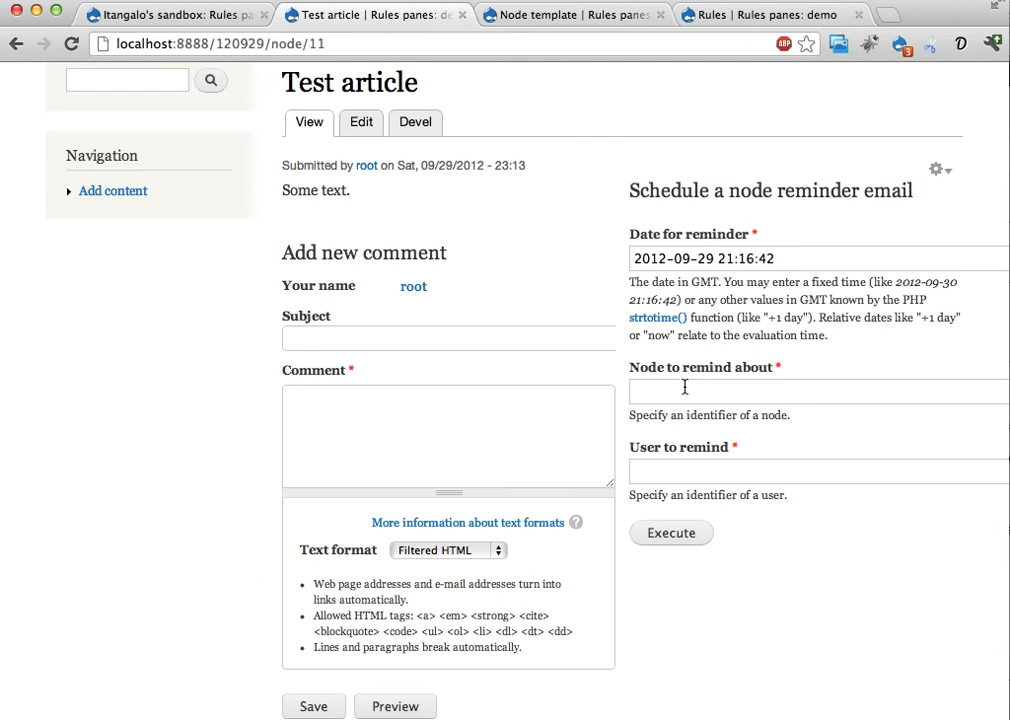 Itangalo's sandbox: Rules pa
Test article | Rules panes: de
Node template | Rules panes
Rules | Rules panes: demo
localhost:8888/120929/node/11
ABP
3
D
Test article
View
Edit
Devel
Navigation
Add content
Submitted by root on Sat, 09/29/2012 - 23:13
Some text.
Add new comment
Your name root
Subject
Comment *
More information about text formats ?
Text format Filtered HTML
Web page addresses and e-mail addresses turn into
links automatically.
Allowed HTML tags: <a> <em> <strong> <cite>
<blockquote> <code> <ul> <ol> <li> <dl> <dt> <dd>
Lines and paragraphs break automatically.
Save
Preview
Schedule a node reminder email
Date for reminder *
2012-09-29 21:16:42
The date in GMT. You may enter a fixed time (like 2012-09-30
21:16:42) or any other values in GMT known by the PHP
strtotime() function (like "+1 day"). Relative dates like "+1 day"
or "now" relate to the evaluation time.
Node to remind about *
Specify an identifier of a node.
User to remind *
Specify an identifier of a user.
Execute